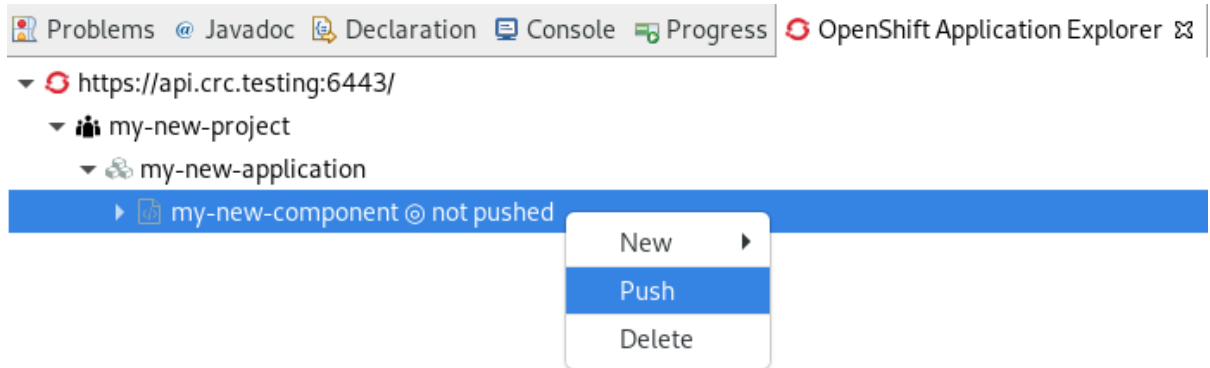 Problems @ Javadoc Declaration Console Progress OpenShift Application Explorer
https://api.crc.testing:6443/
my-new-project
my-new-application
my-new-component ◎ not pushed
New
Push
Delete